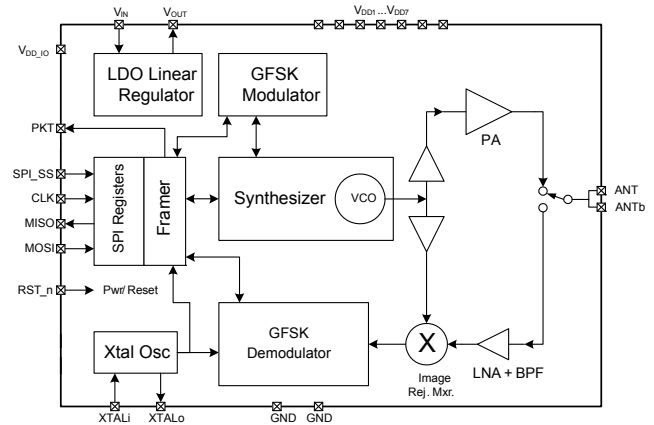 VIN
VOUT
VDD1 ... VDD7
VDD_IO
LDO Linear
Regulator
GFSK
Modulator
PKT
PA
SPI_SS
CLK
MISO
MOSI
SPI Registers
Framer
Synthesizer
VCO
ANT
ANTb
RST_n
Pwr/ Reset
Xtal Osc
GFSK
Demodulator
X
Image
Rej. Mxr.
LNA + BPF
XTALi
XTALo
GND
GND